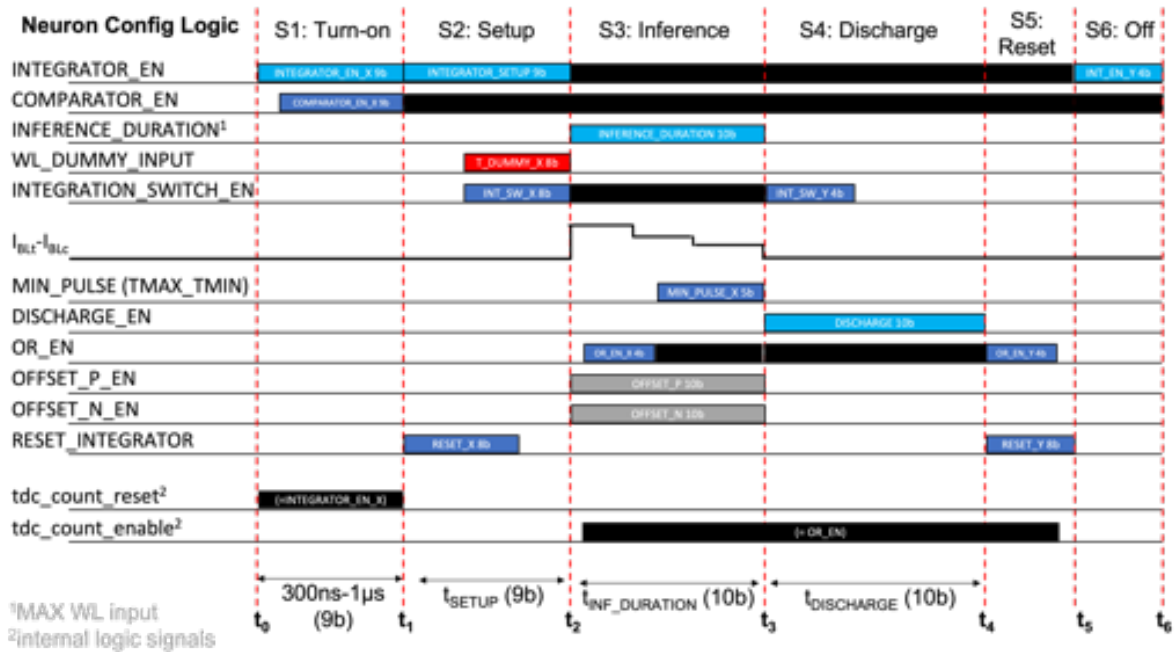 Neuron Config Logic
S1: Turn-on
S2: Setup
S3: Inference
S4: Discharge
S5:
Reset
S6: Off
INTEGRATOR_EN
INTEGRATOR_EN_X 9b
INTEGRATOR_SETUP 9b
INT_EN_Y 4b
COMPARATOR_EN
COMPARATOR_EN_X 9b
INFERENCE_DURATION¹
INFERENCE_DURATION 10b
WL_DUMMY_INPUT
T_DUMMY_X 8b
INTEGRATION_SWITCH_EN
INT_SW_X 8b
INT_SW_Y 4b
I_BLt-I_BLc
MIN_PULSE (TMAX_TMIN)
MIN_PULSE_X 5b
DISCHARGE_EN
DISCHARGE 10b
OR_EN
OR_EN_X 4b
OR_EN_Y 4b
OFFSET_P_EN
OFFSET_P 10b
OFFSET_N_EN
OFFSET_N 10b
RESET_INTEGRATOR
RESET_X 8b
RESET_Y 8b
tdc_count_reset²
(=INTEGRATOR_EN_X)
tdc_count_enable²
(= OR_EN)
300ns-1µs
(9b)
t_SETUP (9b)
t_INF_DURATION (10b)
t_DISCHARGE (10b)
t₀
t₁
t₂
t₃
t₄
t₅
t₆
¹MAX WL input
²internal logic signals